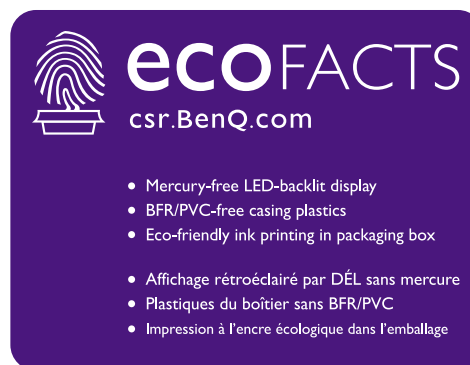 ecoFACTS
csr.BenQ.com
• Mercury-free LED-backlit display
• BFR/PVC-free casing plastics
• Eco-friendly ink printing in packaging box
• Affichage rétroéclairé par DÉL sans mercure
• Plastiques du boîtier sans BFR/PVC
• Impression à l'encre écologique dans l'emballage